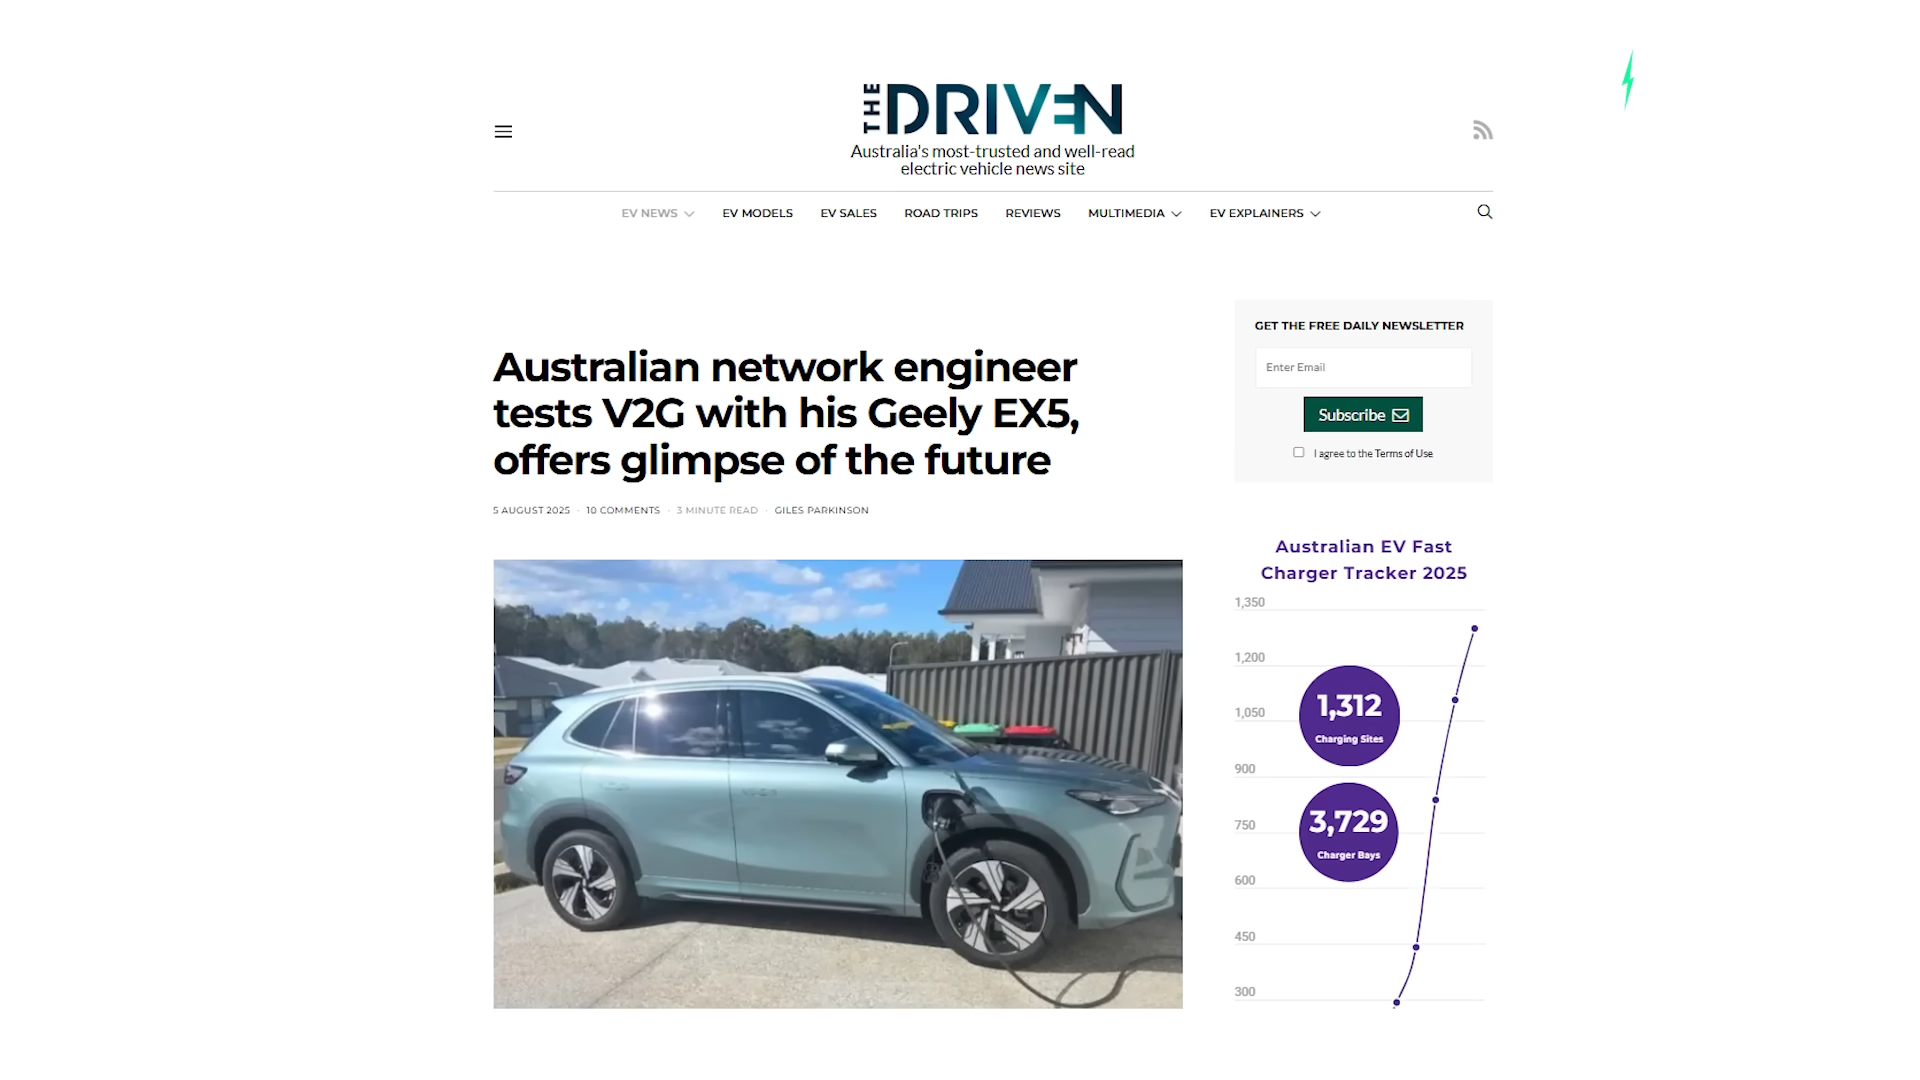 THE DRIVEN
Australia's most-trusted and well-read
electric vehicle news site
EV NEWS EV MODELS EV SALES ROAD TRIPS REVIEWS MULTIMEDIA EV EXPLAINERS
Australian network engineer
tests V2G with his Geely EX5,
offers glimpse of the future
5 AUGUST 2025 · 10 COMMENTS · 3 MINUTE READ · GILES PARKINSON
GET THE FREE DAILY NEWSLETTER
Enter Email
Subscribe
I agree to the Terms of Use
Australian EV Fast
Charger Tracker 2025
1,350
1,200
1,312
Charging Sites
1,050
900
3,729
Charger Bays
750
600
450
300